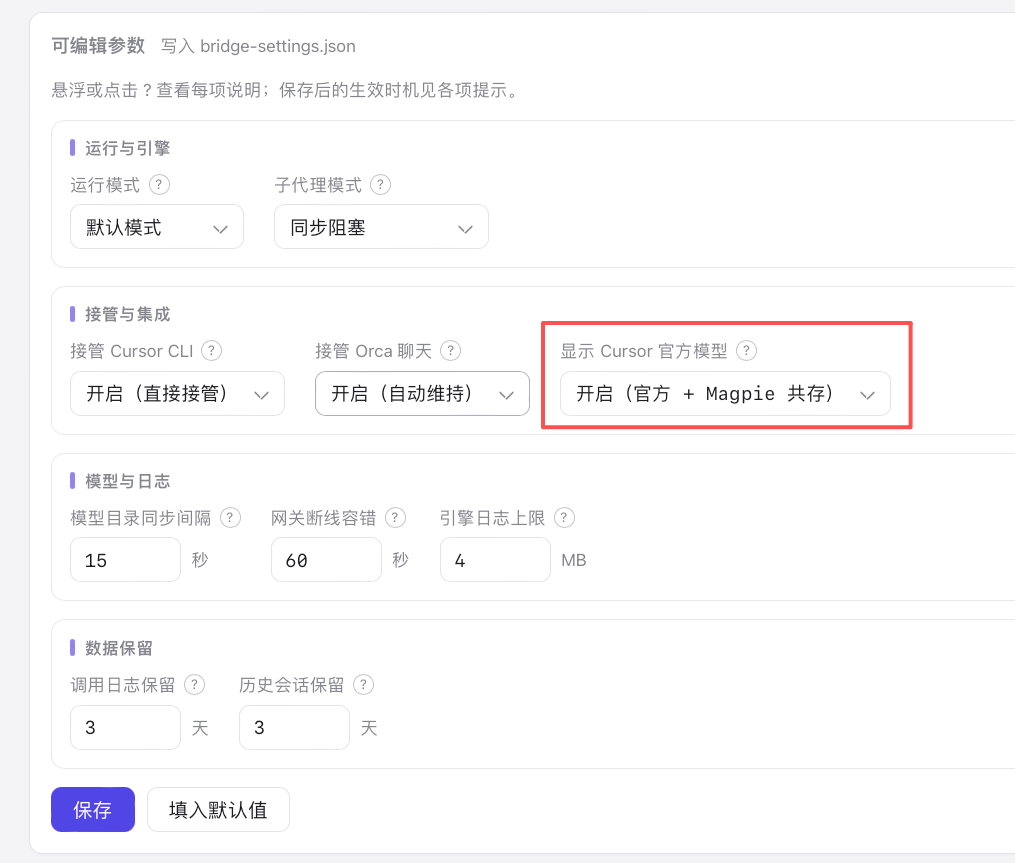 可编辑参数 写入 bridge-settings.json
悬浮或点击 ? 查看每项说明；保存后的生效时机见各项提示。
运行与引擎
运行模式 ? 子代理模式 ?
默认模式 同步阻塞
接管与集成
接管 Cursor CLI ? 接管 Orca 聊天 ? 显示 Cursor 官方模型 ?
开启（直接接管） 开启（自动维持） 开启（官方 + Magpie 共存）
模型与日志
模型目录同步间隔 ? 网关断线容错 ? 引擎日志上限 ?
15 秒 60 秒 4 MB
数据保留
调用日志保留 ? 历史会话保留 ?
3 天 3 天
保存 填入默认值